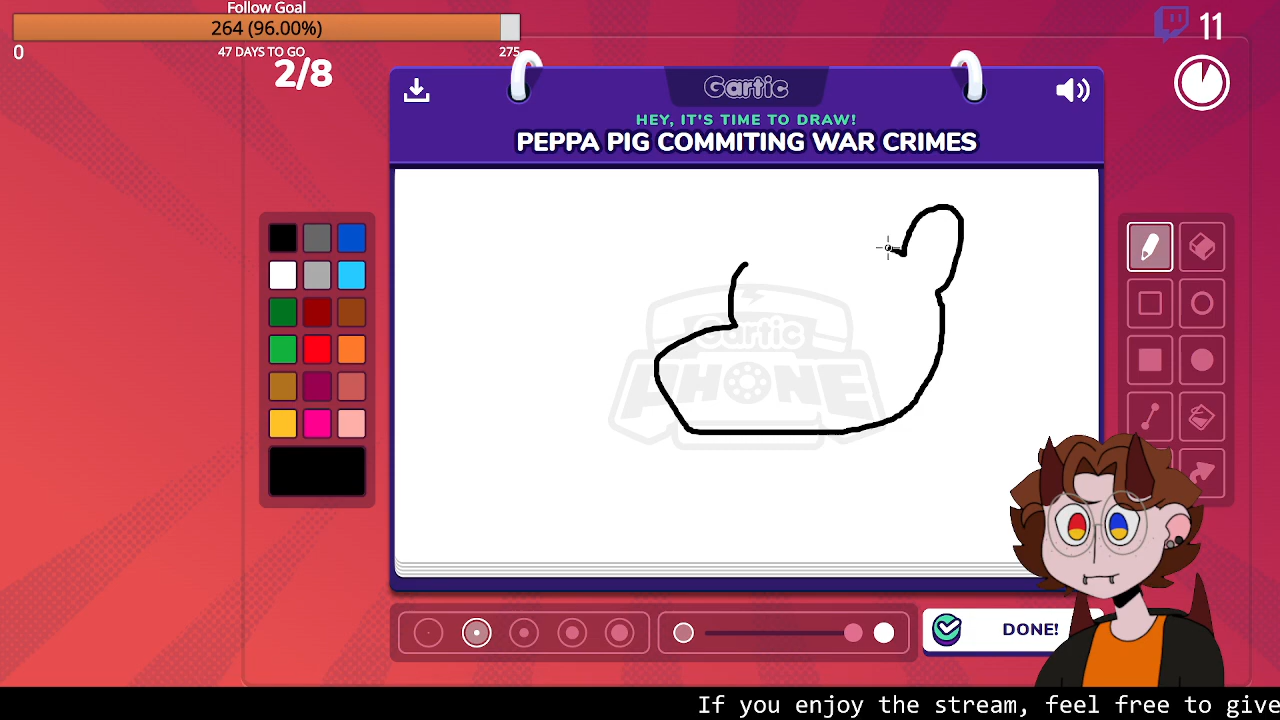 Follow Goal
264 (96.00%)
0
47 DAYS TO GO
275
2/8
11
Gartic
HEY, IT'S TIME TO DRAW!
PEPPA PIG COMMITING WAR CRIMES
Gartic
PHONE
DONE!
If you enjoy the stream, feel free to give